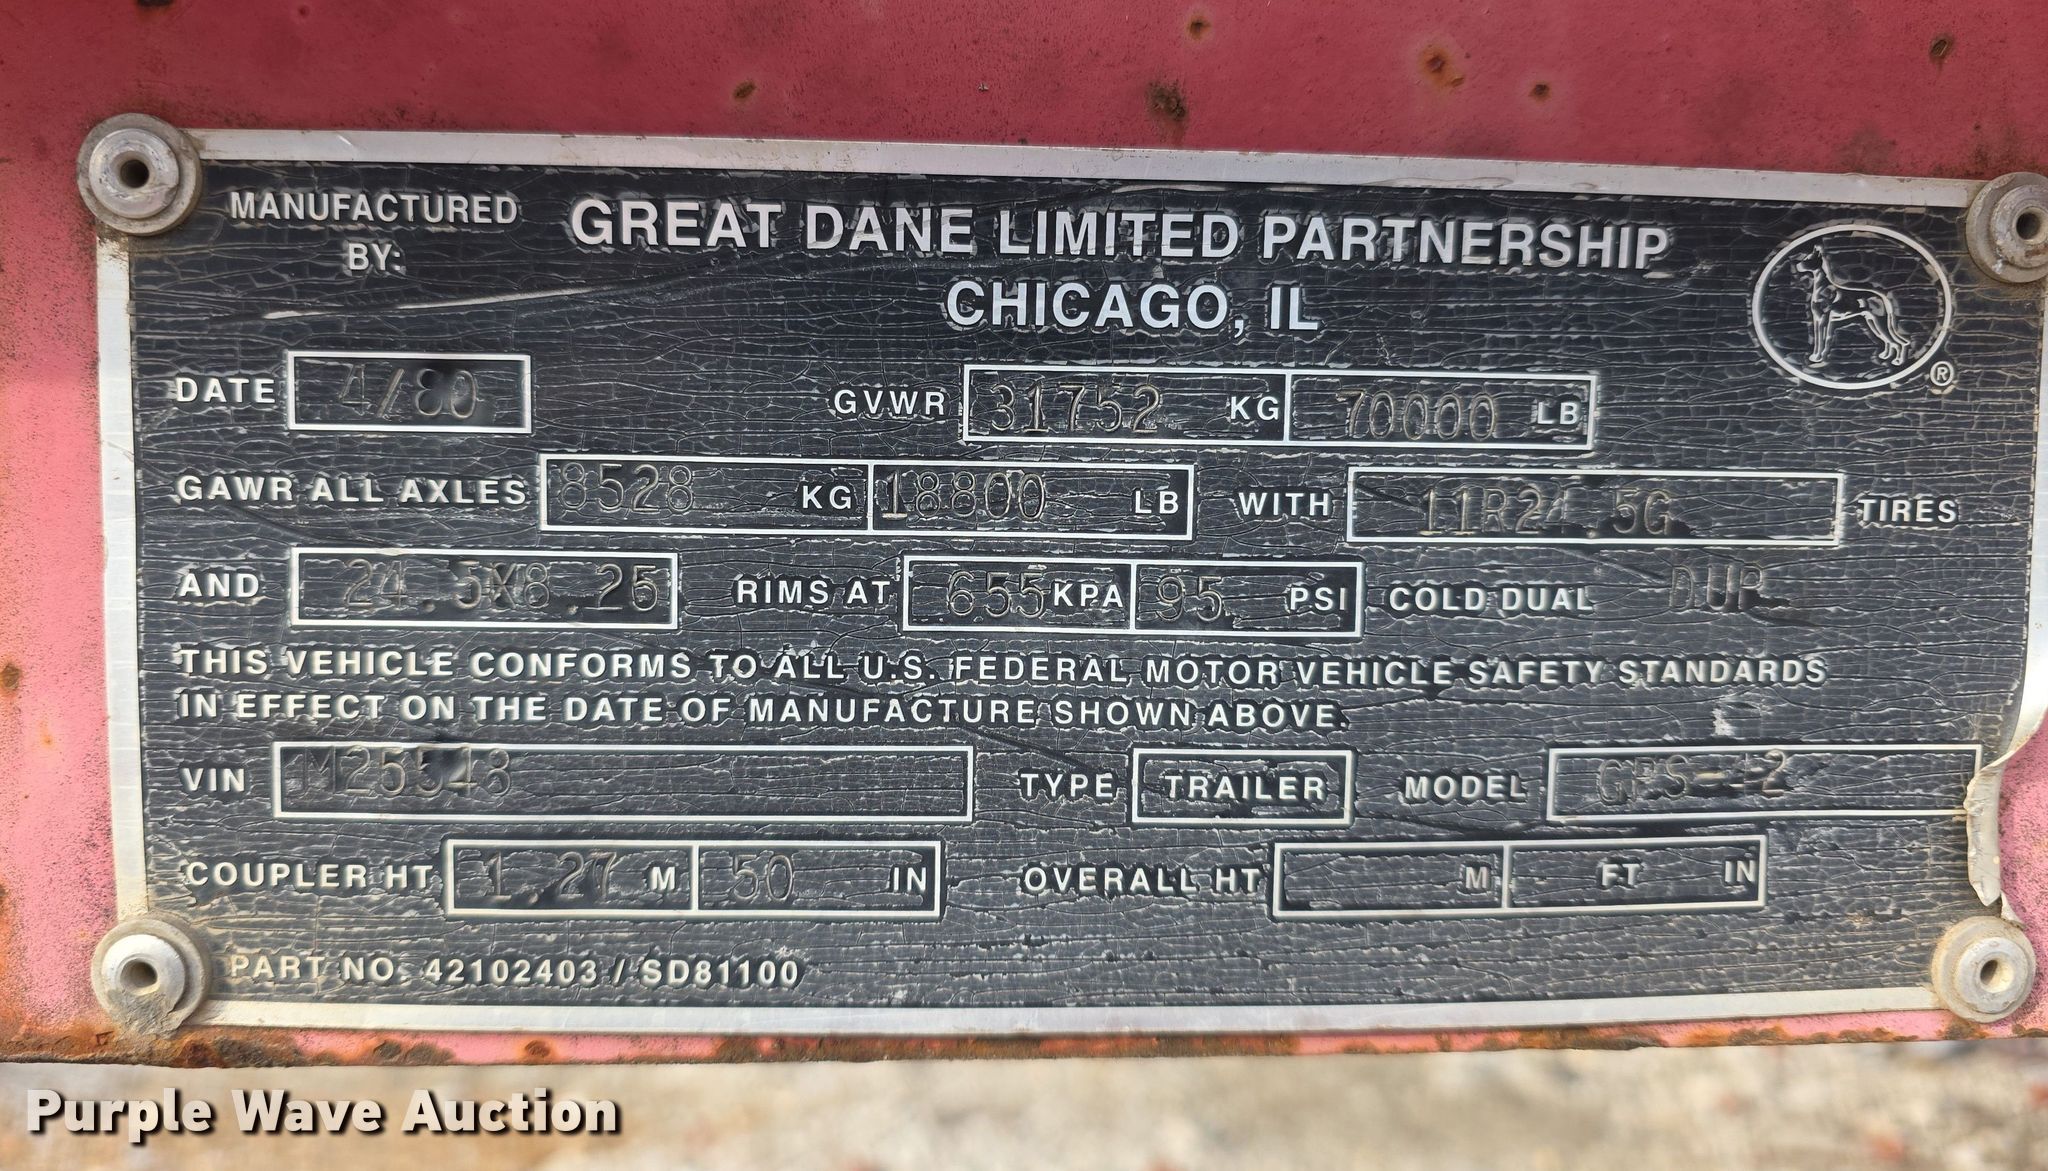 MANUFACTURED BY: GREAT DANE LIMITED PARTNERSHIP
CHICAGO, IL
®
DATE 4/80 GVWR 31752 KG 70000 LB
GAWR ALL AXLES 8528 KG 18800 LB WITH 11R24.5G TIRES
AND 24.5X8.25 RIMS AT 655 KPA 95 PSI COLD DUAL DUP
THIS VEHICLE CONFORMS TO ALL U.S. FEDERAL MOTOR VEHICLE SAFETY STANDARDS
IN EFFECT ON THE DATE OF MANUFACTURE SHOWN ABOVE.
VIN M25548 TYPE TRAILER MODEL
COUPLER HT 1.27 M 50 IN OVERALL HT M FT IN
PART NO. 42102403 / SD81100
Purple Wave Auction